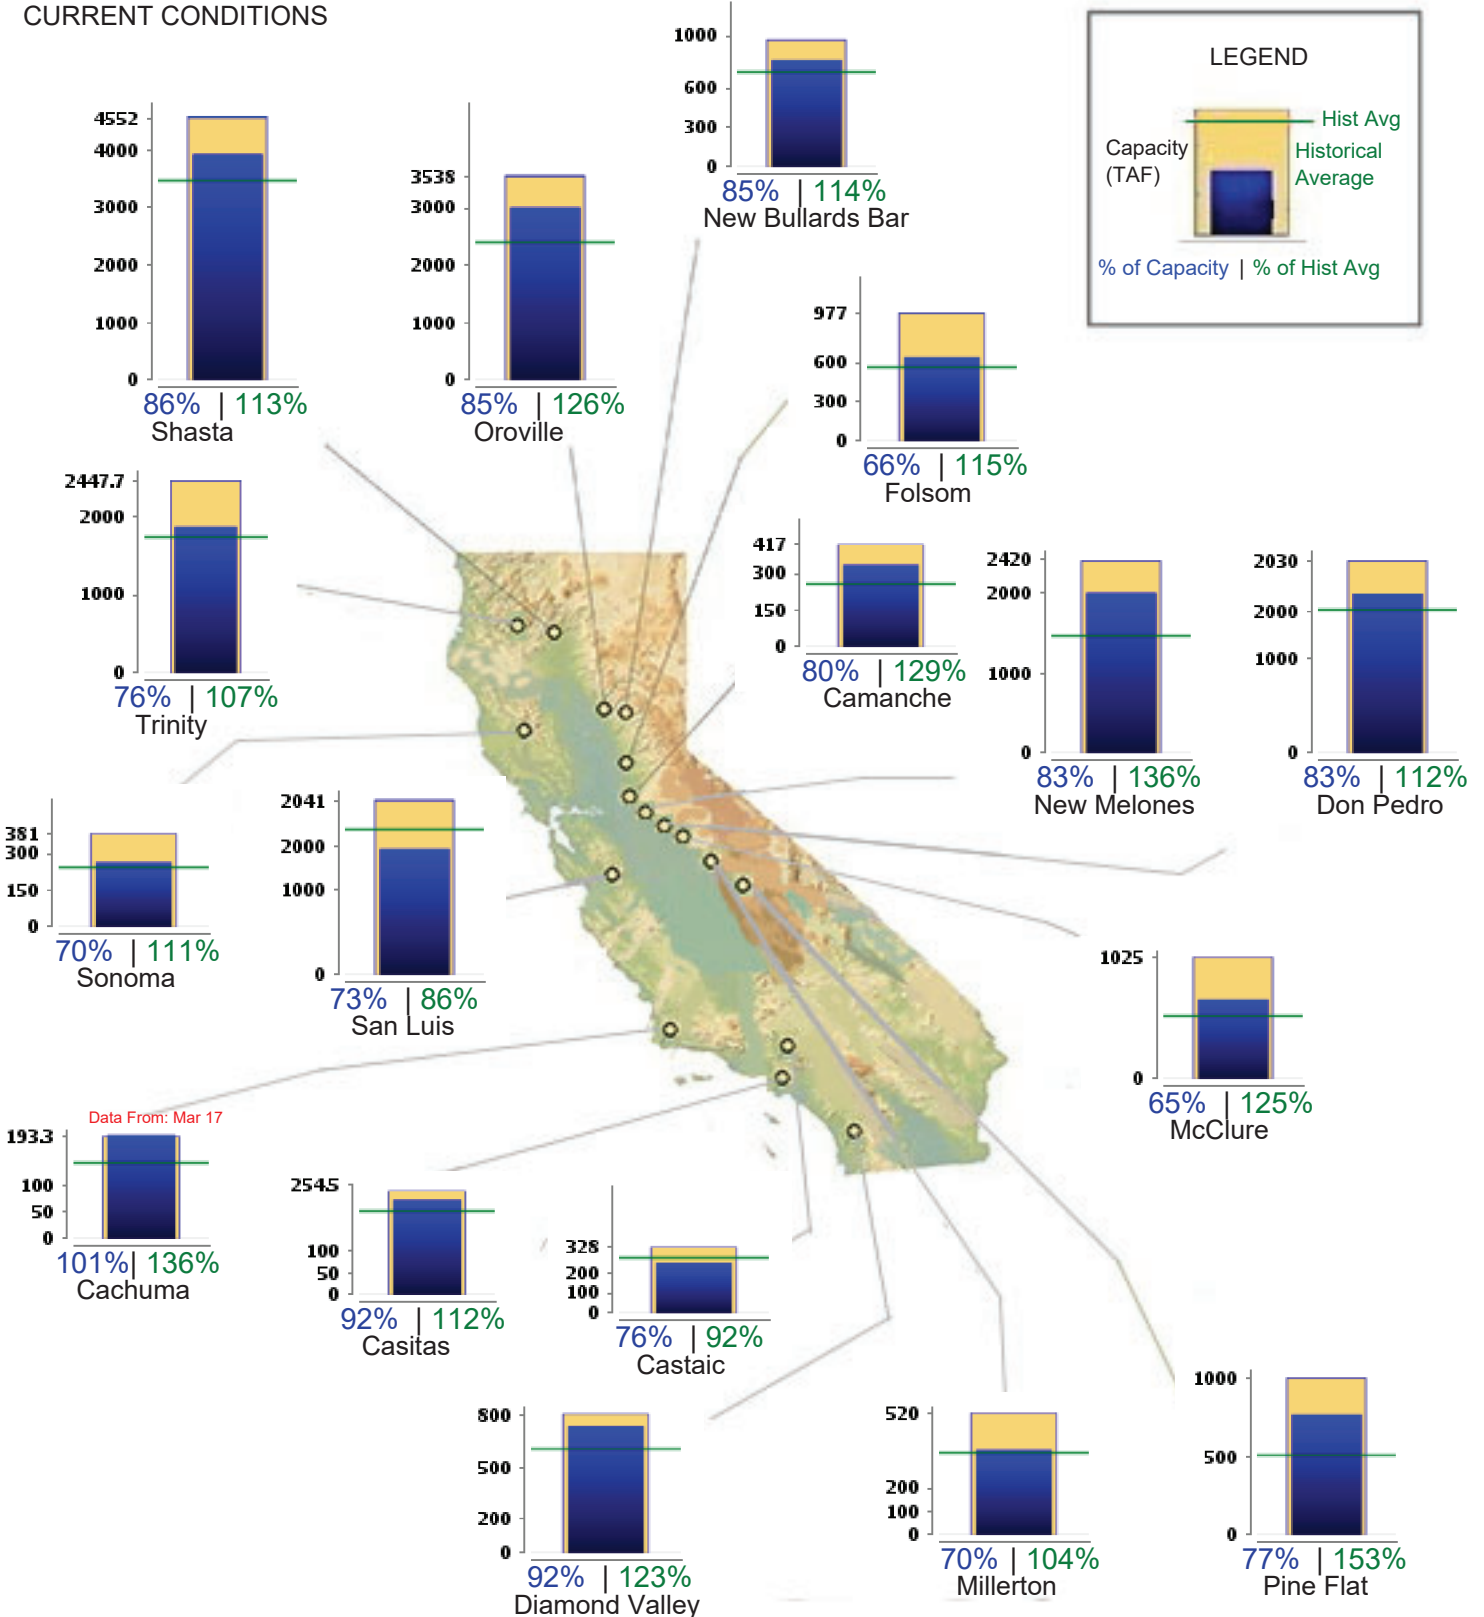 CURRENT CONDITIONS
1000
600
300
0
85% | 114%
New Bullards Bar
LEGEND
Hist Avg
Capacity
(TAF)
Historical
Average
% of Capacity | % of Hist Avg
4552
4000
3000
2000
1000
0
86% | 113%
Shasta
3538
3000
2000
1000
0
85% | 126%
Oroville
977
600
300
0
66% | 115%
Folsom
2447.7
2000
1000
0
76% | 107%
Trinity
417
300
150
0
80% | 129%
Camanche
2420
2000
1000
0
83% | 136%
New Melones
2030
2000
1000
0
83% | 112%
Don Pedro
381
300
150
0
70% | 111%
Sonoma
2041
2000
1000
0
73% | 86%
San Luis
1025
0
65% | 125%
McClure
Data From: Mar 17
193.3
100
50
0
101% | 136%
Cachuma
254.5
100
50
0
92% | 112%
Casitas
328
200
100
0
76% | 92%
Castaic
800
500
200
0
92% | 123%
Diamond Valley
520
200
100
0
70% | 104%
Millerton
1000
500
0
77% | 153%
Pine Flat